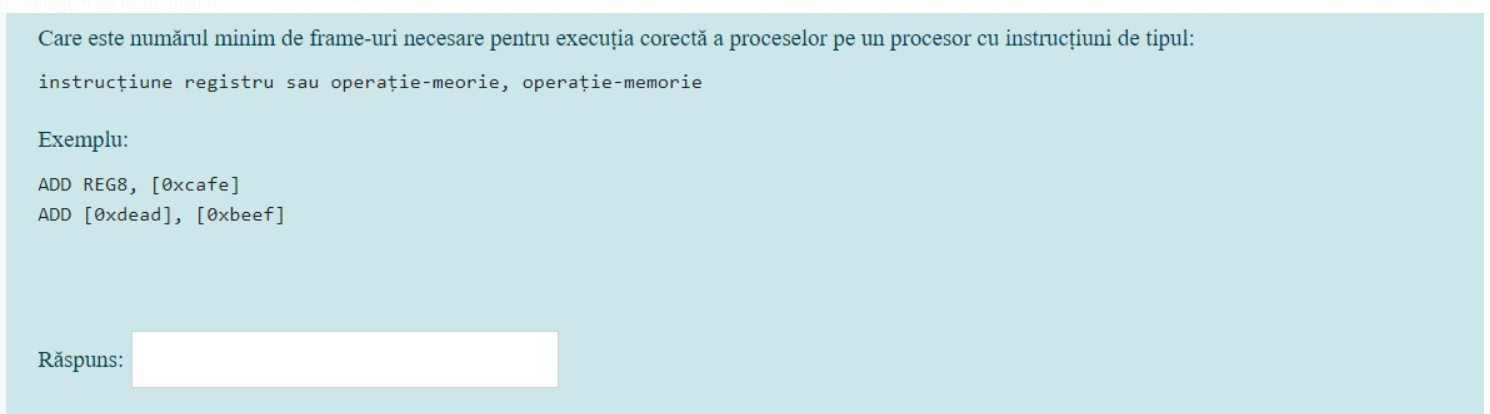 Care este numărul minim de frame-uri necesare pentru execuția corectă a proceselor pe un procesor cu instrucțiuni de tipul:
instrucțiune registru sau operație-meorie, operație-memorie
Exemplu:
ADD REG8, [0xcafe]
ADD [0xdead], [0xbeef]
Răspuns: